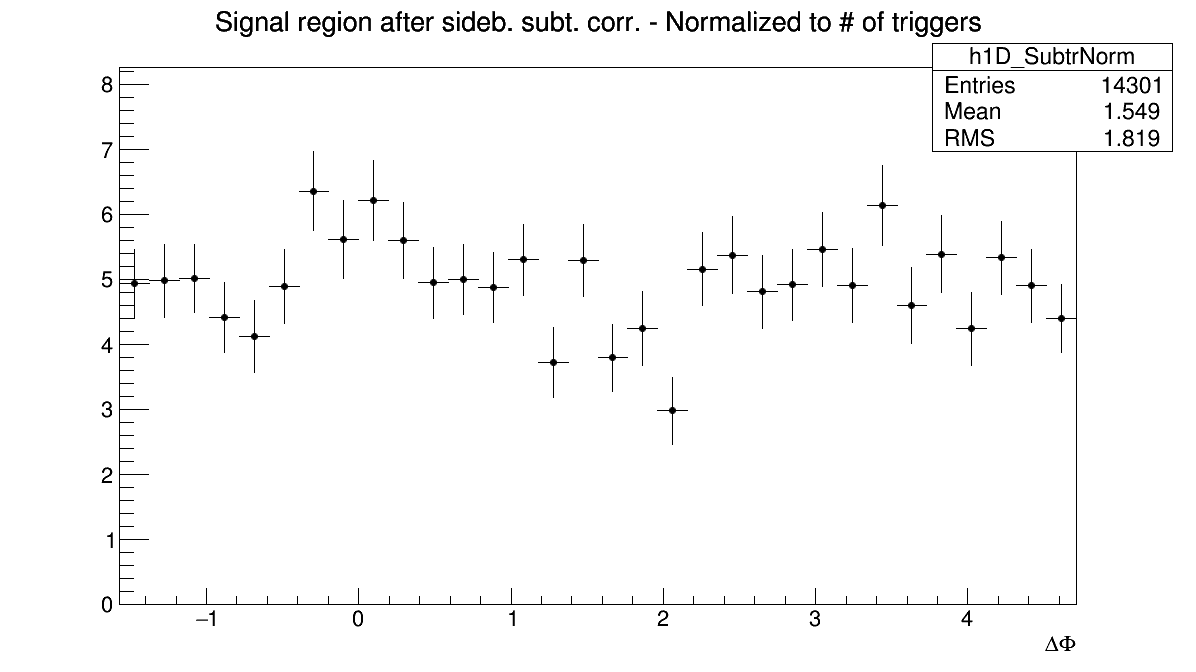 Signal region after sideb. subt. corr. - Normalized to # of triggers
h1D_SubtrNorm
Entries 14301
Mean 1.549
RMS 1.819
8
7
6
5
4
3
2
1
0
−1 0 1 2 3 4
ΔΦ